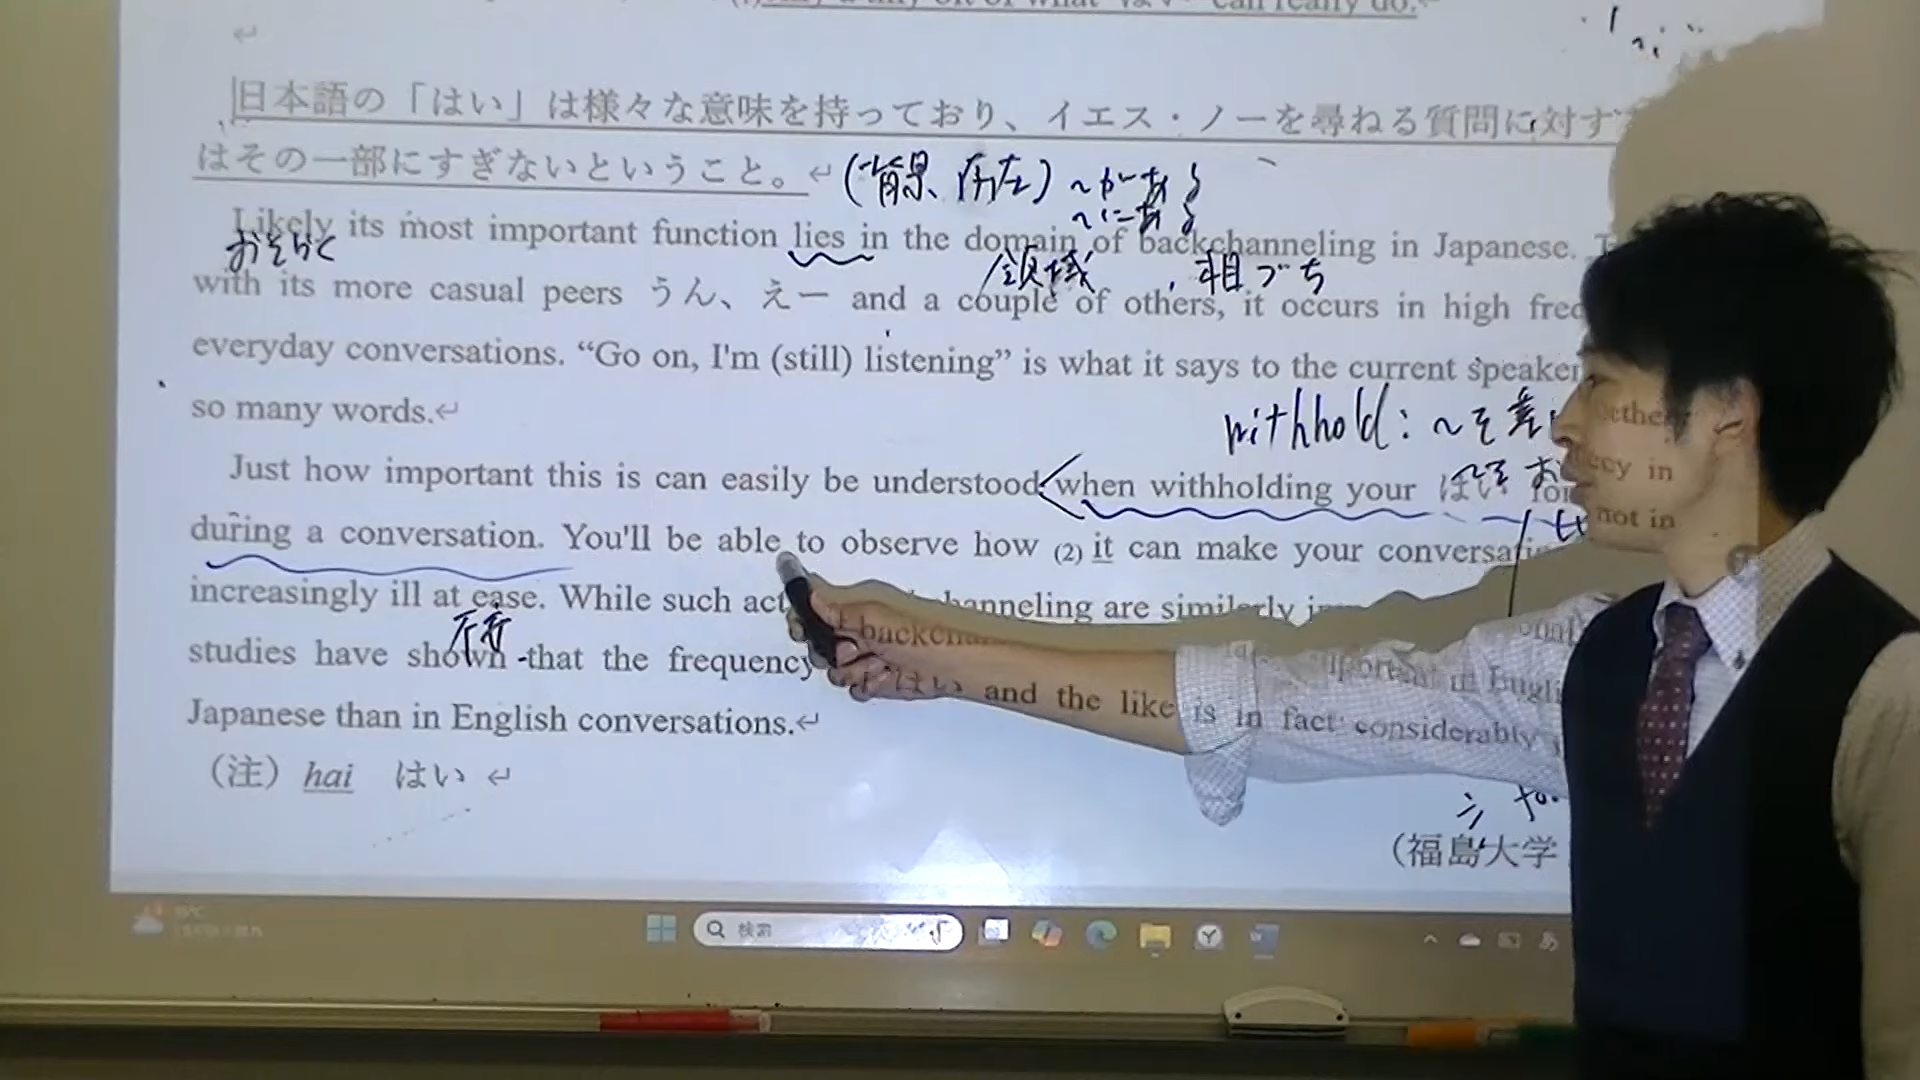 can really do.
日本語の「はい」は様々な意味を持っており、イエス・ノーを尋ねる質問に対す
はその一部にすぎないということ。
(背景、所在) 〜がある
〜にある
Likely its most important function lies in the domain of backchanneling in Japanese.
おそらく
領域
相づち
with its more casual peers うん、えー and a couple of others, it occurs in high
everyday conversations. “Go on, I'm (still) listening” is what it says to the current speaker
so many words.
withhold: 〜を
Just how important this is can easily be understood when withholding your はい
during a conversation. You'll be able to observe how (2) it can make your
increasingly ill at ease. While such backchanneling are similarly
studies have shown that the frequency はい and the like is in fact considerably
Japanese than in English conversations.
(注) hai はい
(福島大学
検索